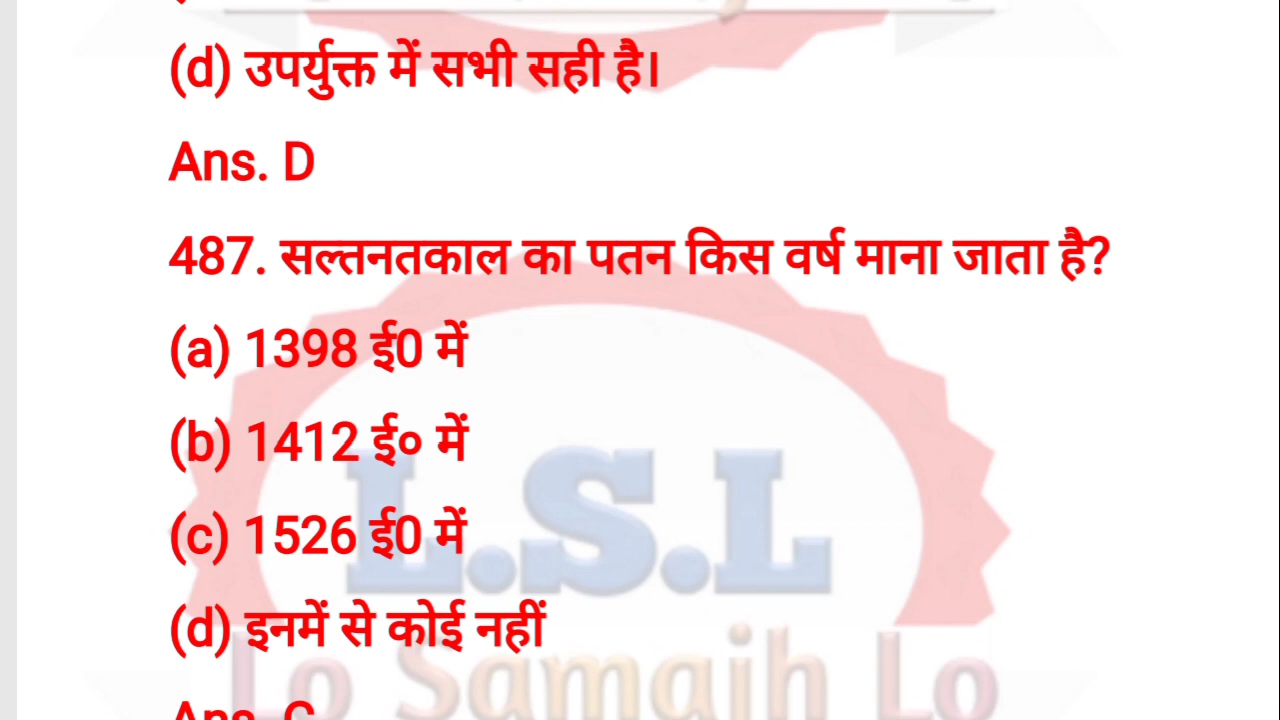 (d) उपर्युक्त में सभी सही है।
Ans. D
487. सल्तनतकाल का पतन किस वर्ष माना जाता है?
(a) 1398 ई0 में
(b) 1412 ई० में
(c) 1526 ई0 में
(d) इनमें से कोई नहीं
L.S.L
Lo Samajh Lo
Ans. C